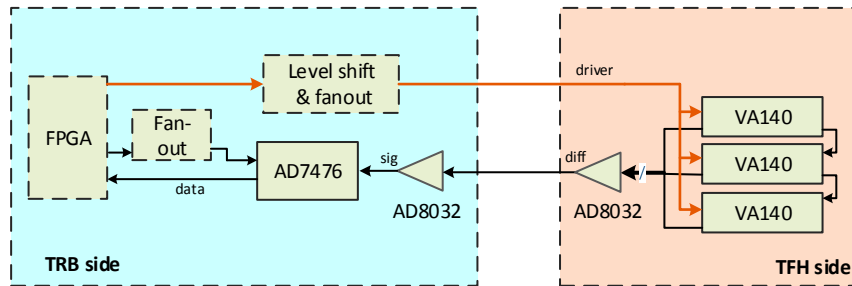 Level shift
& fanout
driver
FPGA
Fan-
out
VA140
AD7476
sig
diff
/
VA140
data
AD8032
AD8032
VA140
TRB side
TFH side